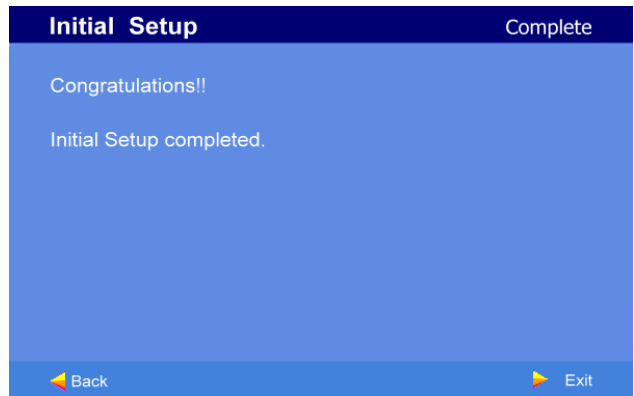 Initial Setup Complete
Congratulations!!
Initial Setup completed.
Back Exit